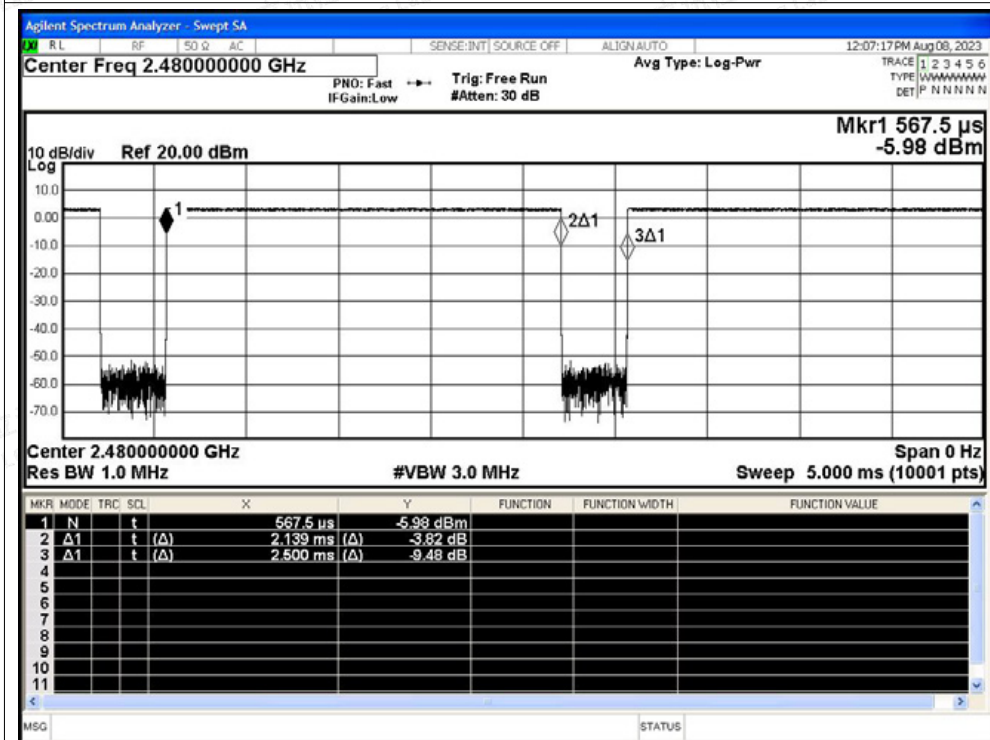 Agilent Spectrum Analyzer - Swept SA
LXI RL RF 50 Ω AC SENSE:INT SOURCE OFF ALIGN AUTO 12:07:17 PM Aug 08, 2023
Center Freq 2.480000000 GHz Avg Type: Log-Pwr TRACE 1 2 3 4 5 6
PNO: Fast Trig: Free Run TYPE WWWWWWW
IFGain:Low #Atten: 30 dB DET P N N N N N
Mkr1 567.5 µs
10 dB/div Ref 20.00 dBm -5.98 dBm
Log
10.0
0.00
1
2Δ1
3Δ1
-10.0
-20.0
-30.0
-40.0
-50.0
-60.0
-70.0
Center 2.480000000 GHz Span 0 Hz
Res BW 1.0 MHz #VBW 3.0 MHz Sweep 5.000 ms (10001 pts)
MKR MODE TRC SCL X Y FUNCTION FUNCTION WIDTH FUNCTION VALUE
1 N t 567.5 µs -5.98 dBm
2 Δ1 t (Δ) 2.139 ms (Δ) -3.82 dB
3 Δ1 t (Δ) 2.500 ms (Δ) -9.48 dB
4
5
6
7
8
9
10
11
MSG STATUS